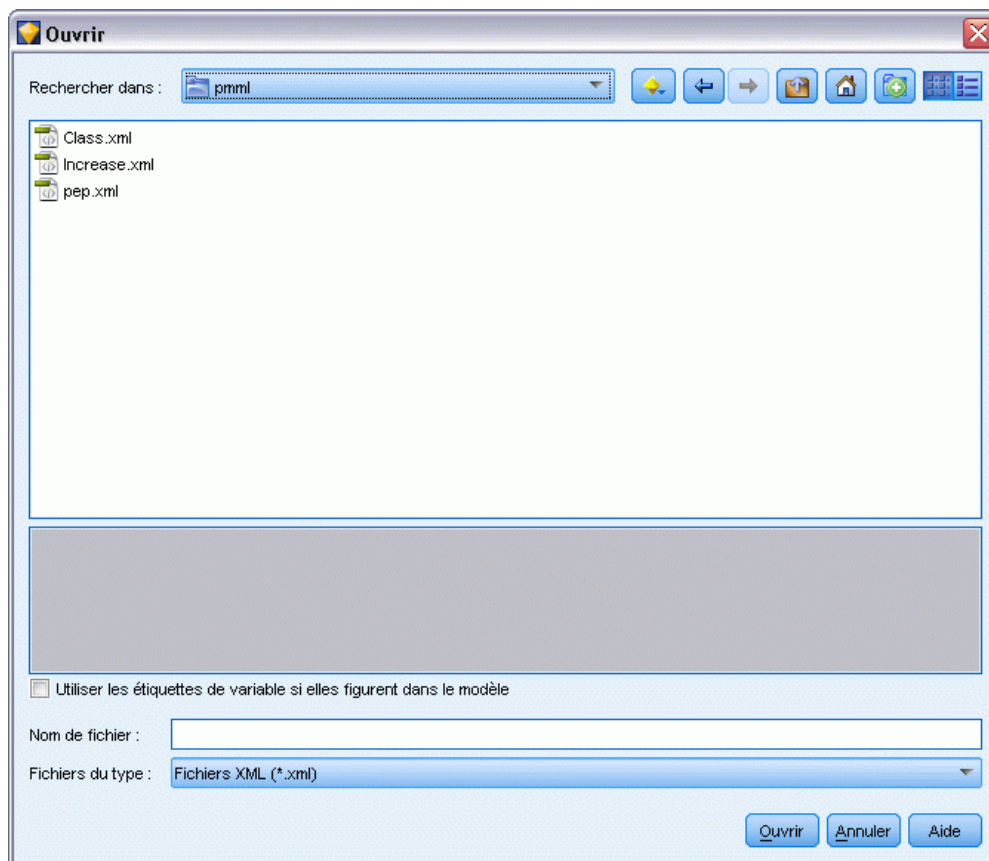 Ouvrir
Rechercher dans : pmml
Class.xml
Increase.xml
pep.xml
Utiliser les étiquettes de variable si elles figurent dans le modèle
Nom de fichier :
Fichiers du type : Fichiers XML (*.xml)
Ouvrir Annuler Aide